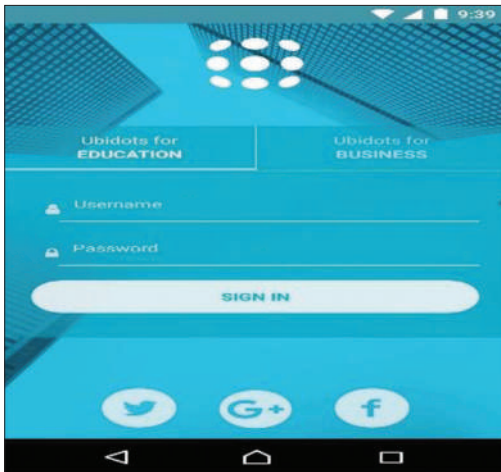 9:39
Ubidots for
EDUCATION
Ubidots for
BUSINESS
Username
Password
SIGN IN
G+
f